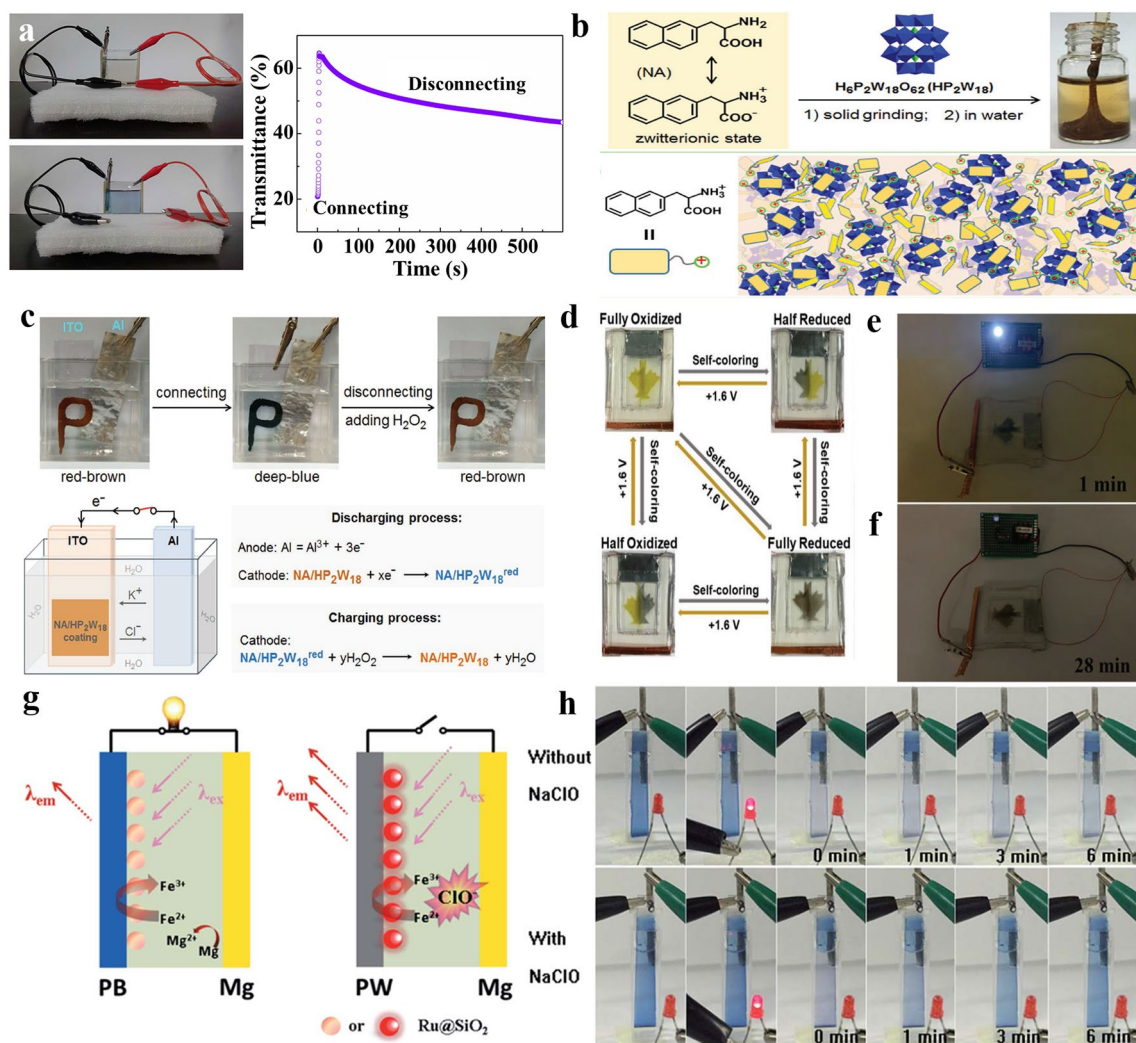 a
Transmittance (%)
60
40
20
Disconnecting
Connecting
0
100
200
300
400
500
Time (s)
b
NH₂
COOH
(NA)
NH₃⁺
COO⁻
zwitterionic state
H₆P₂W₁₈O₆₂ (HP₂W₁₈)
1) solid grinding; 2) in water
NH₃⁺
COOH
+
c
ITO
Al
connecting
disconnecting
adding H₂O₂
red-brown
deep-blue
red-brown
e⁻
ITO
Al
H₂O
H₂O
H₂O
H₂O
K⁺
Cl⁻
NA/HP₂W₁₈
coating
Discharging process:
Anode: Al = Al³⁺ + 3e⁻
Cathode: NA/HP₂W₁₈ + xe⁻ → NA/HP₂W₁₈ʳᵉᵈ
Charging process:
Cathode:
NA/HP₂W₁₈ʳᵉᵈ + yH₂O₂ → NA/HP₂W₁₈ + yH₂O
d
Fully Oxidized
Half Reduced
Self-coloring
+1.6 V
+1.6 V
Self-coloring
Self-coloring
+1.6 V
+1.6 V
Self-coloring
Half Oxidized
Fully Reduced
Self-coloring
+1.6 V
e
1 min
f
28 min
g
λem
λex
Fe³⁺
Fe²⁺
Mg²⁺
Mg
PB
Mg
λem
λex
Fe³⁺
Fe²⁺
ClO⁻
PW
Mg
Without
NaClO
With
NaClO
or
Ru@SiO₂
h
0 min
1 min
3 min
6 min
0 min
1 min
3 min
6 min